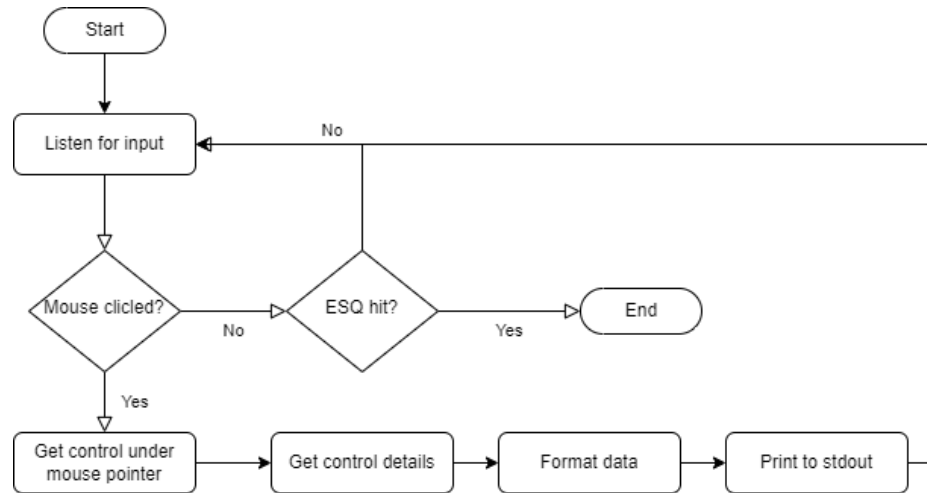 Start
Listen for input
No
Mouse clicled?
No
ESQ hit?
Yes
End
Yes
Get control under
mouse pointer
Get control details
Format data
Print to stdout